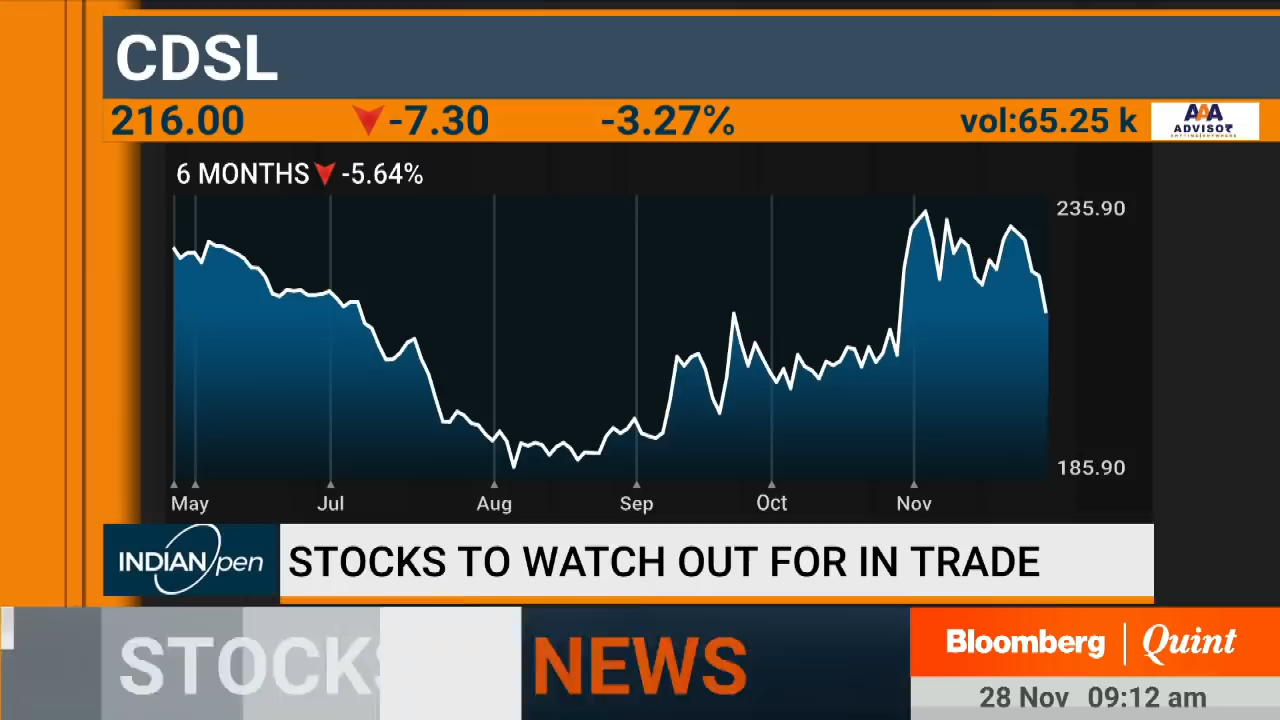 CDSL
216.00 -7.30 -3.27% vol:65.25 k
AAA
ADVISOR
6 MONTHS -5.64%
235.90
185.90
May Jul Aug Sep Oct Nov
INDIAN pen
STOCKS TO WATCH OUT FOR IN TRADE
STOCK NEWS
Bloomberg | Quint
28 Nov 09:12 am